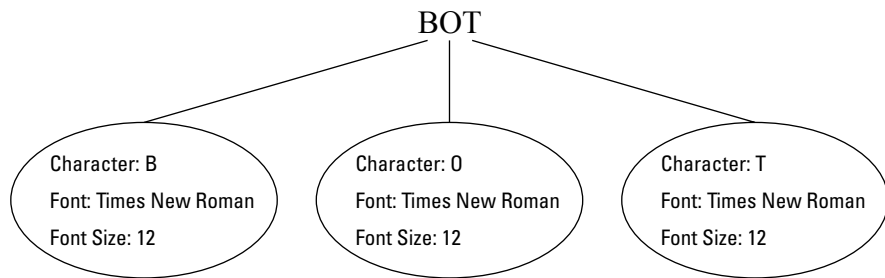 BOT
Character: B
Font: Times New Roman
Font Size: 12
Character: O
Font: Times New Roman
Font Size: 12
Character: T
Font: Times New Roman
Font Size: 12